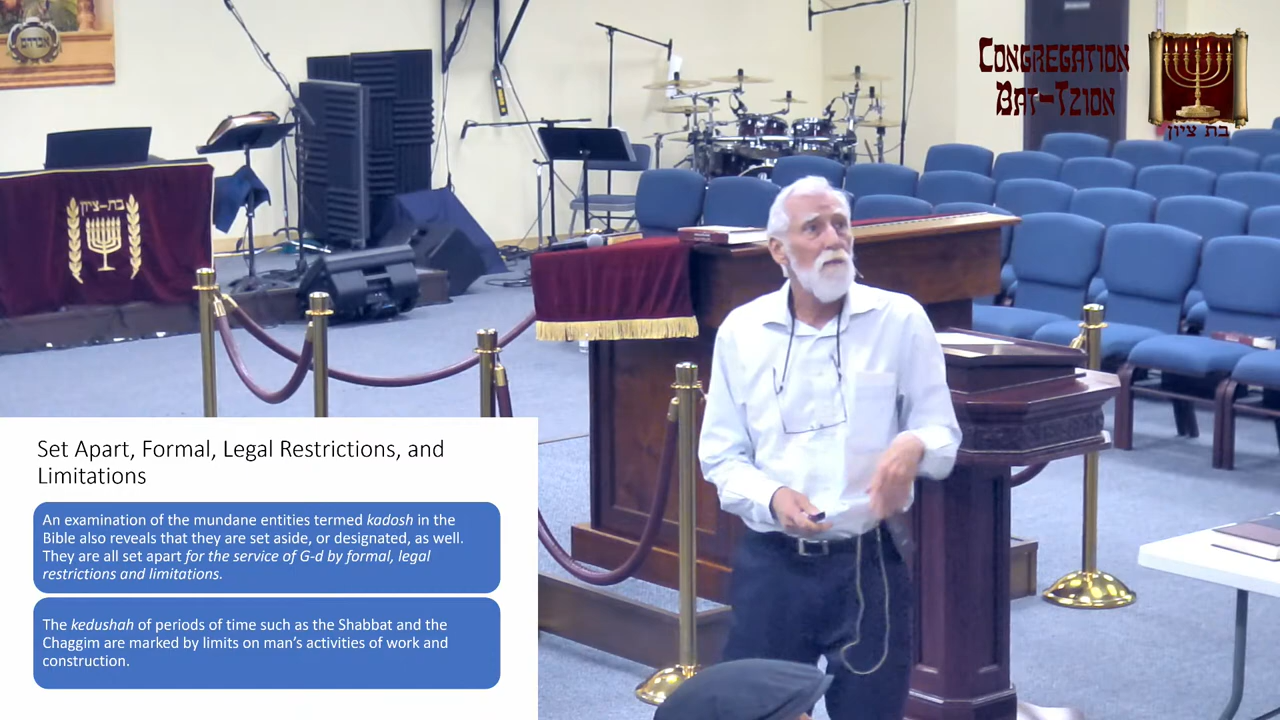 Congregation
Bat-Tzion
בת ציון
בת-ציון
Set Apart, Formal, Legal Restrictions, and
Limitations
An examination of the mundane entities termed kadosh in the
Bible also reveals that they are set aside, or designated, as well.
They are all set apart for the service of G-d by formal, legal
restrictions and limitations.
The kedushah of periods of time such as the Shabbat and the
Chaggim are marked by limits on man's activities of work and
construction.